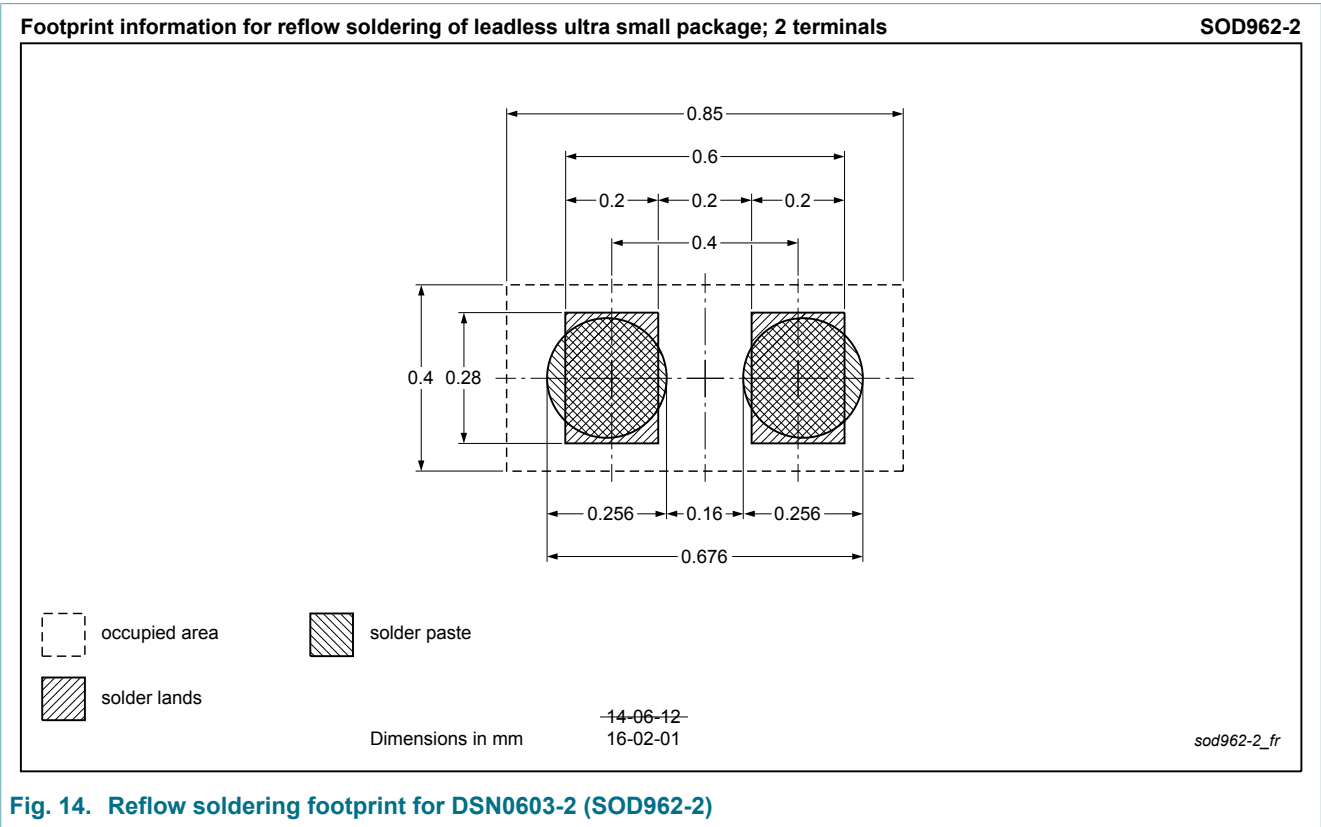 Footprint information for reflow soldering of leadless ultra small package; 2 terminals SOD962-2
0.85
0.6
0.2 0.2 0.2
0.4
0.4 0.28
0.256 0.16 0.256
0.676
occupied area solder paste
solder lands
14-06-12
Dimensions in mm 16-02-01 sod962-2_fr
Fig. 14. Reflow soldering footprint for DSN0603-2 (SOD962-2)